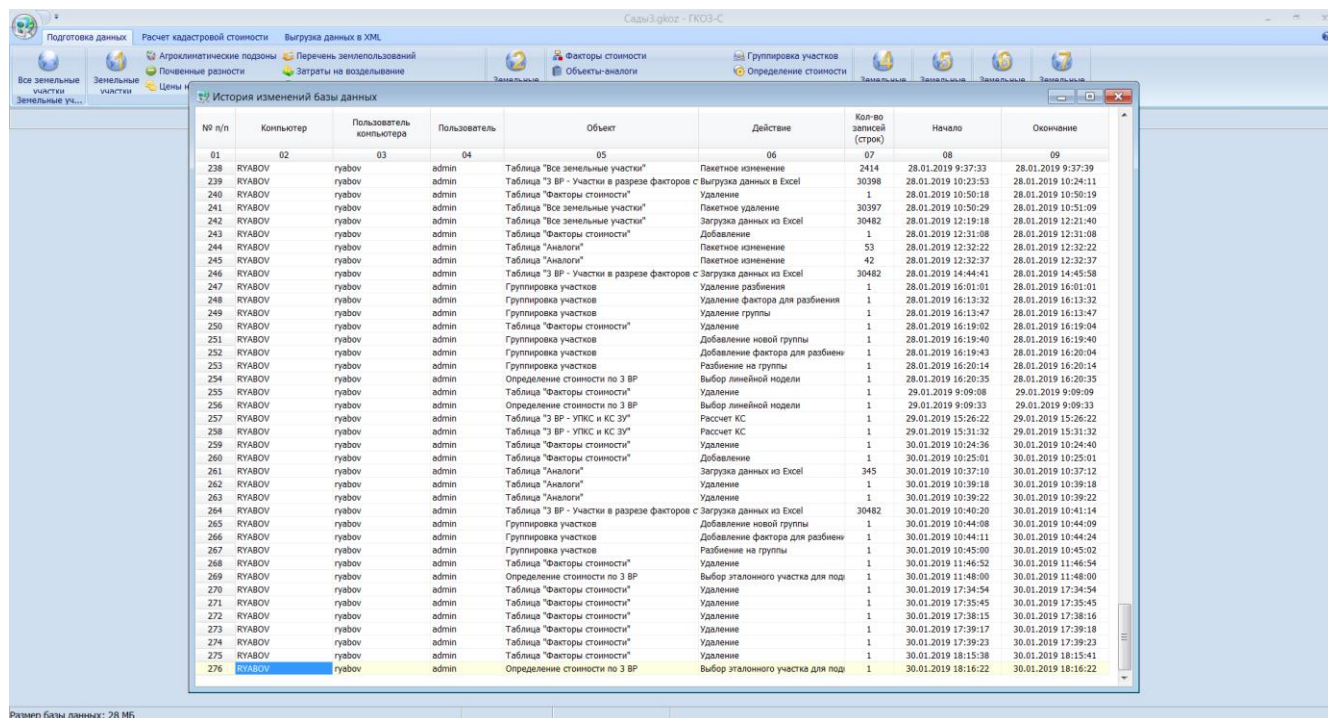 Сады3.gkoz - ГКОЗ-С
Подготовка данных Расчет кадастровой стоимости Выгрузка данных в XML
Агроклиматические подзоны Перечень землепользований Факторы стоимости Группировка участков
Все земельные участки Земельные участки Почвенные разности Затраты на возделывание Объекты-аналоги Определение стоимости
Цены
Земельные уч...
История изменений базы данных
№ п/п Компьютер Пользователь компьютера Пользователь Объект Действие Кол-во записей (строк) Начало Окончание
01 02 03 04 05 06 07 08 09
238 RYABOV ryabov admin Таблица "Все земельные участки" Пакетное изменение 2414 28.01.2019 9:37:33 28.01.2019 9:37:39
239 RYABOV ryabov admin Таблица "3 ВР - Участки в разрезе факторов с Выгрузка данных в Excel 30398 28.01.2019 10:23:53 28.01.2019 10:24:11
240 RYABOV ryabov admin Таблица "Факторы стоимости" Удаление 1 28.01.2019 10:50:18 28.01.2019 10:50:19
241 RYABOV ryabov admin Таблица "Все земельные участки" Пакетное удаление 30397 28.01.2019 10:50:29 28.01.2019 10:51:09
242 RYABOV ryabov admin Таблица "Все земельные участки" Загрузка данных из Excel 30482 28.01.2019 12:19:18 28.01.2019 12:21:40
243 RYABOV ryabov admin Таблица "Факторы стоимости" Добавление 1 28.01.2019 12:31:08 28.01.2019 12:31:08
244 RYABOV ryabov admin Таблица "Аналоги" Пакетное изменение 53 28.01.2019 12:32:22 28.01.2019 12:32:22
245 RYABOV ryabov admin Таблица "Аналоги" Пакетное изменение 42 28.01.2019 12:32:37 28.01.2019 12:32:37
246 RYABOV ryabov admin Таблица "3 ВР - Участки в разрезе факторов с Загрузка данных из Excel 30482 28.01.2019 14:44:41 28.01.2019 14:45:58
247 RYABOV ryabov admin Группировка участков Удаление разбиения 1 28.01.2019 16:01:01 28.01.2019 16:01:01
248 RYABOV ryabov admin Группировка участков Удаление фактора для разбиения 1 28.01.2019 16:13:32 28.01.2019 16:13:32
249 RYABOV ryabov admin Группировка участков Удаление группы 1 28.01.2019 16:13:47 28.01.2019 16:13:47
250 RYABOV ryabov admin Таблица "Факторы стоимости" Удаление 1 28.01.2019 16:19:02 28.01.2019 16:19:04
251 RYABOV ryabov admin Группировка участков Добавление новой группы 1 28.01.2019 16:19:40 28.01.2019 16:19:40
252 RYABOV ryabov admin Группировка участков Добавление фактора для разбиени 1 28.01.2019 16:19:43 28.01.2019 16:20:04
253 RYABOV ryabov admin Группировка участков Разбиение на группы 1 28.01.2019 16:20:14 28.01.2019 16:20:14
254 RYABOV ryabov admin Определение стоимости по 3 ВР Выбор линейной модели 1 28.01.2019 16:20:35 28.01.2019 16:20:35
255 RYABOV ryabov admin Таблица "Факторы стоимости" Удаление 1 29.01.2019 9:09:08 29.01.2019 9:09:09
256 RYABOV ryabov admin Определение стоимости по 3 ВР Выбор линейной модели 1 29.01.2019 9:09:33 29.01.2019 9:09:33
257 RYABOV ryabov admin Таблица "3 ВР - УПКС и КС ЗУ" Рассчет КС 1 29.01.2019 15:26:22 29.01.2019 15:26:22
258 RYABOV ryabov admin Таблица "3 ВР - УПКС и КС ЗУ" Рассчет КС 1 29.01.2019 15:31:32 29.01.2019 15:31:32
259 RYABOV ryabov admin Таблица "Факторы стоимости" Удаление 1 30.01.2019 10:24:36 30.01.2019 10:24:40
260 RYABOV ryabov admin Таблица "Факторы стоимости" Добавление 1 30.01.2019 10:25:01 30.01.2019 10:25:01
261 RYABOV ryabov admin Таблица "Аналоги" Загрузка данных из Excel 345 30.01.2019 10:37:10 30.01.2019 10:37:12
262 RYABOV ryabov admin Таблица "Аналоги" Удаление 1 30.01.2019 10:39:18 30.01.2019 10:39:18
263 RYABOV ryabov admin Таблица "Аналоги" Удаление 1 30.01.2019 10:39:22 30.01.2019 10:39:22
264 RYABOV ryabov admin Таблица "3 ВР - Участки в разрезе факторов с Загрузка данных из Excel 30482 30.01.2019 10:40:20 30.01.2019 10:41:14
265 RYABOV ryabov admin Группировка участков Добавление новой группы 1 30.01.2019 10:44:08 30.01.2019 10:44:09
266 RYABOV ryabov admin Группировка участков Добавление фактора для разбиени 1 30.01.2019 10:44:11 30.01.2019 10:44:24
267 RYABOV ryabov admin Группировка участков Разбиение на группы 1 30.01.2019 10:45:00 30.01.2019 10:45:02
268 RYABOV ryabov admin Таблица "Факторы стоимости" Удаление 1 30.01.2019 11:46:52 30.01.2019 11:46:54
269 RYABOV ryabov admin Определение стоимости по 3 ВР Выбор эталонного участка для под 1 30.01.2019 11:48:00 30.01.2019 11:48:00
270 RYABOV ryabov admin Таблица "Факторы стоимости" Удаление 1 30.01.2019 17:34:54 30.01.2019 17:34:54
271 RYABOV ryabov admin Таблица "Факторы стоимости" Удаление 1 30.01.2019 17:35:45 30.01.2019 17:35:45
272 RYABOV ryabov admin Таблица "Факторы стоимости" Удаление 1 30.01.2019 17:38:15 30.01.2019 17:38:16
273 RYABOV ryabov admin Таблица "Факторы стоимости" Удаление 1 30.01.2019 17:39:17 30.01.2019 17:39:18
274 RYABOV ryabov admin Таблица "Факторы стоимости" Удаление 1 30.01.2019 17:39:23 30.01.2019 17:39:23
275 RYABOV ryabov admin Таблица "Факторы стоимости" Удаление 1 30.01.2019 18:15:38 30.01.2019 18:15:41
276 RYABOV ryabov admin Определение стоимости по 3 ВР Выбор эталонного участка для под 1 30.01.2019 18:16:22 30.01.2019 18:16:22
Размер базы данных: 28 МБ